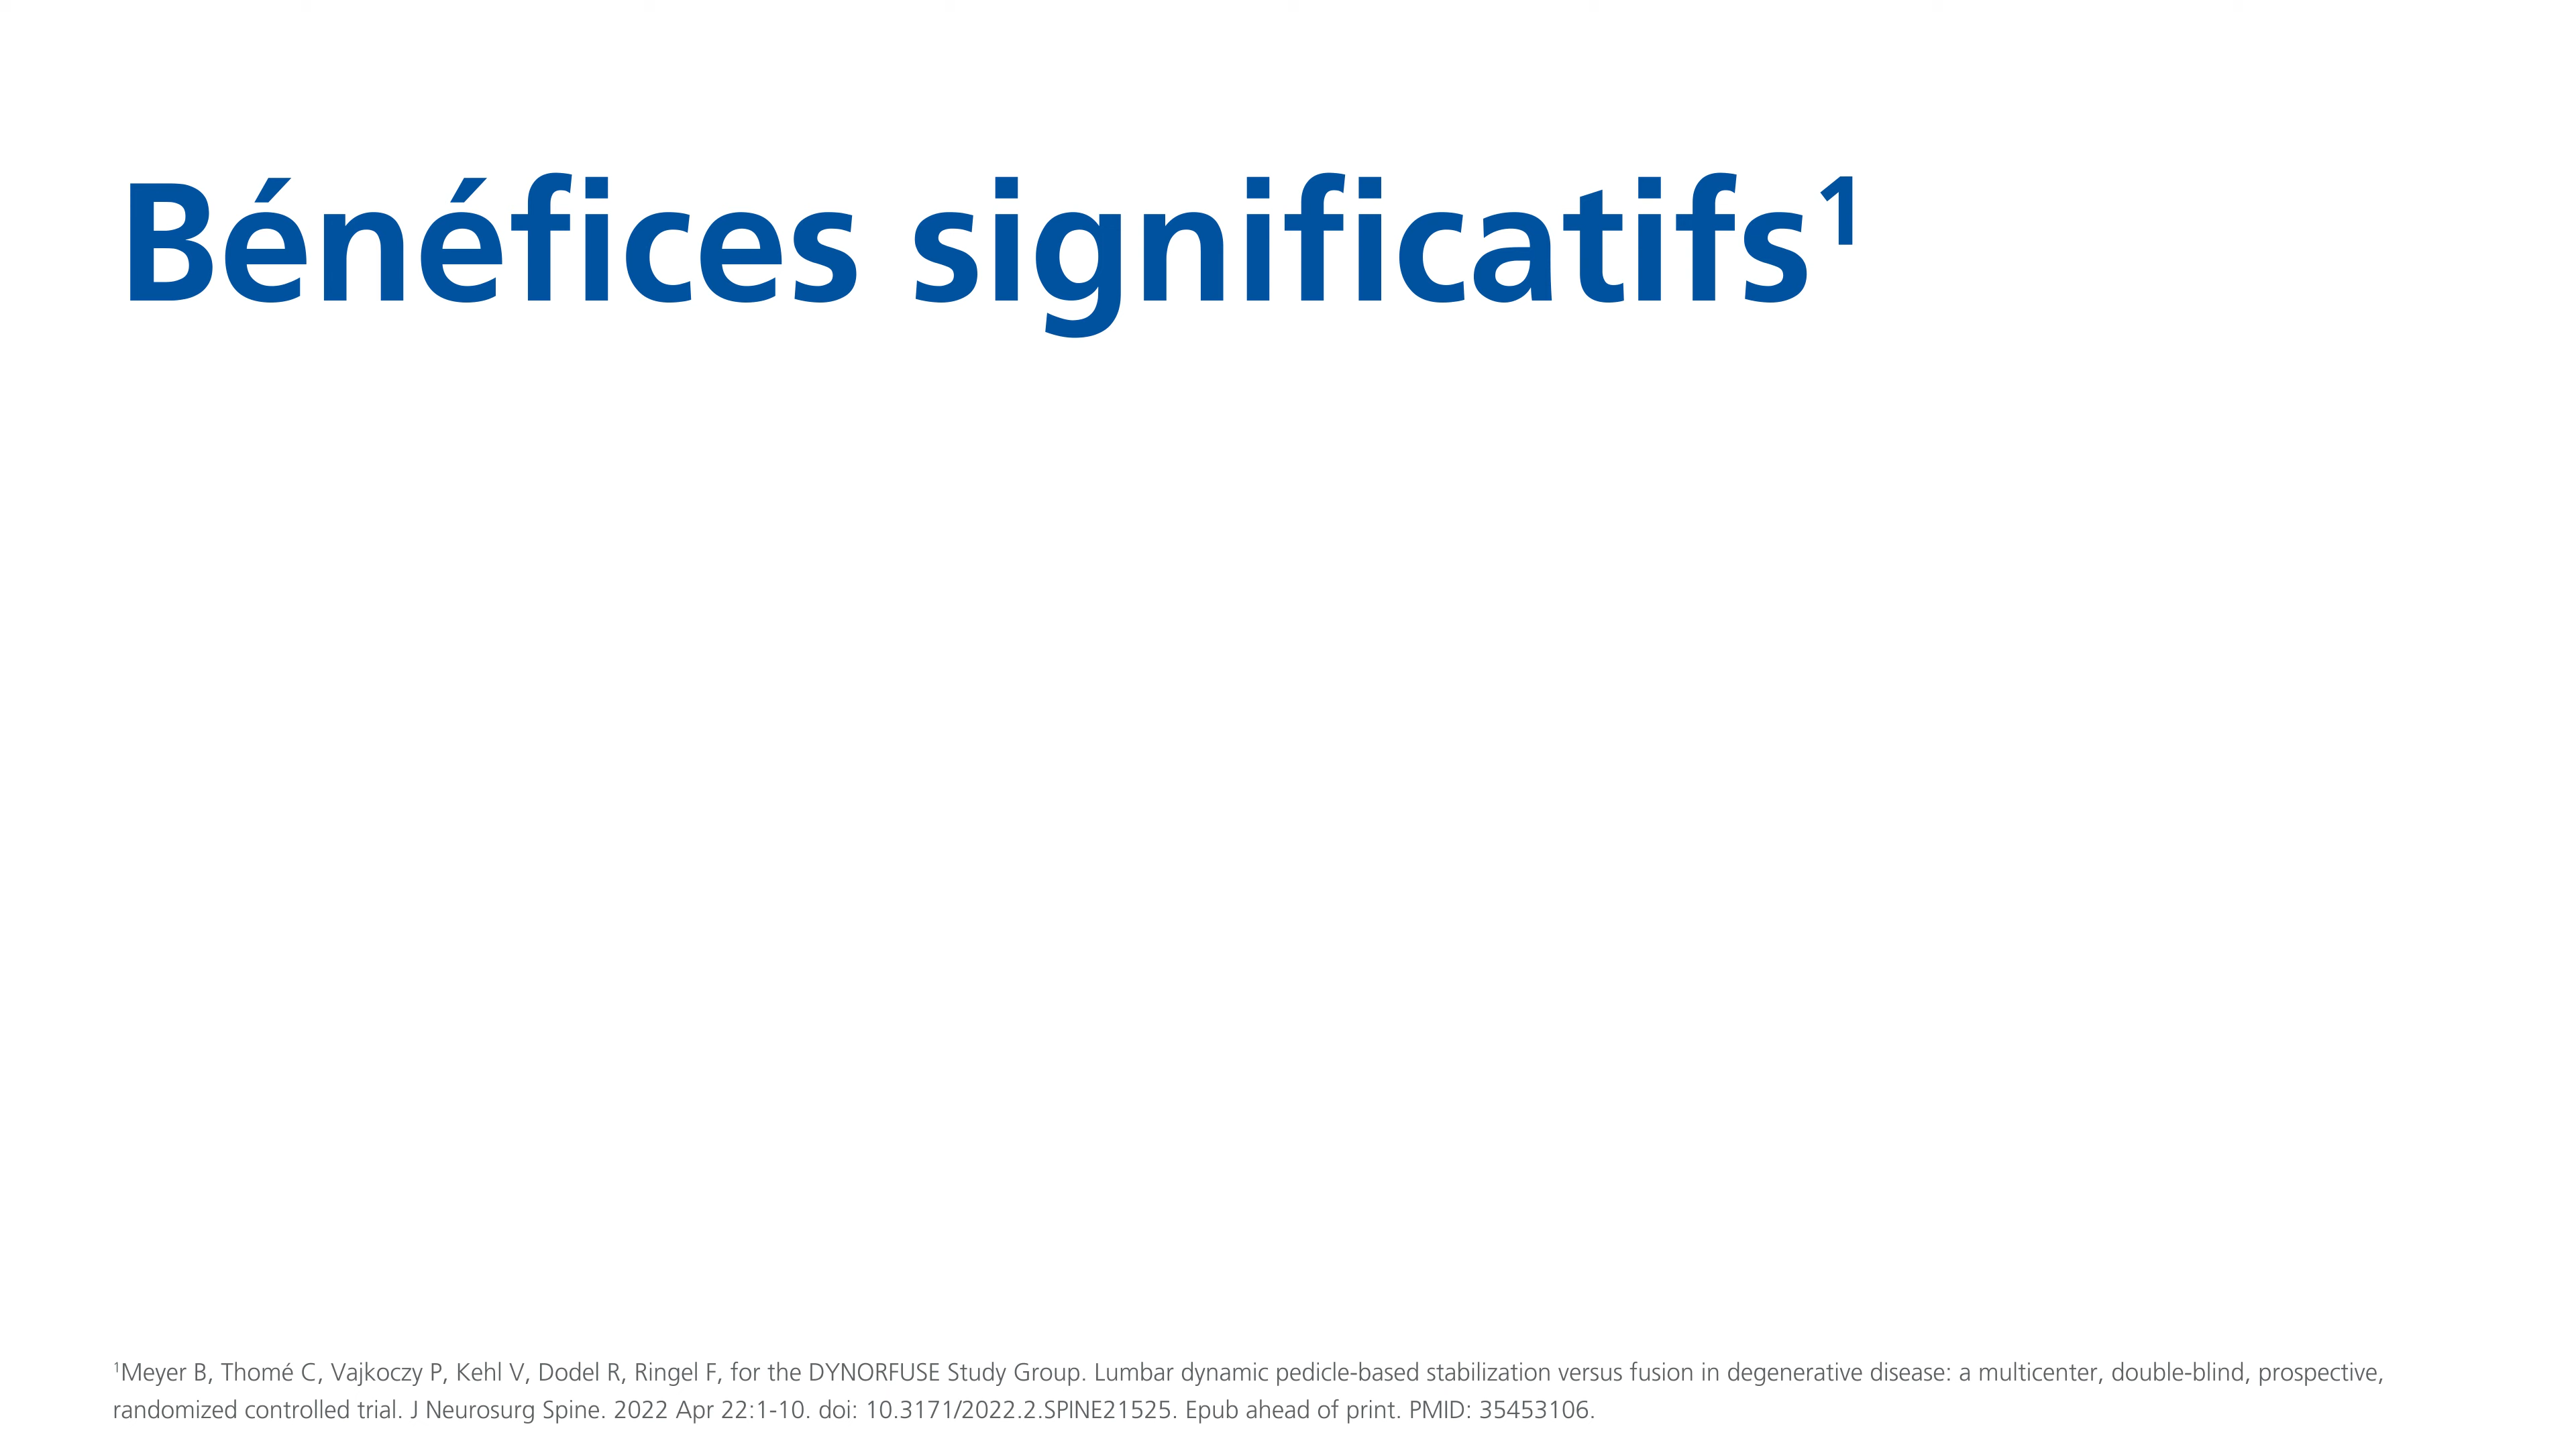 Bénéfices significatifs¹
¹Meyer B, Thomé C, Vajkoczy P, Kehl V, Dodel R, Ringel F, for the DYNORFUSE Study Group. Lumbar dynamic pedicle-based stabilization versus fusion in degenerative disease: a multicenter, double-blind, prospective,
randomized controlled trial. J Neurosurg Spine. 2022 Apr 22:1-10. doi: 10.3171/2022.2.SPINE21525. Epub ahead of print. PMID: 35453106.